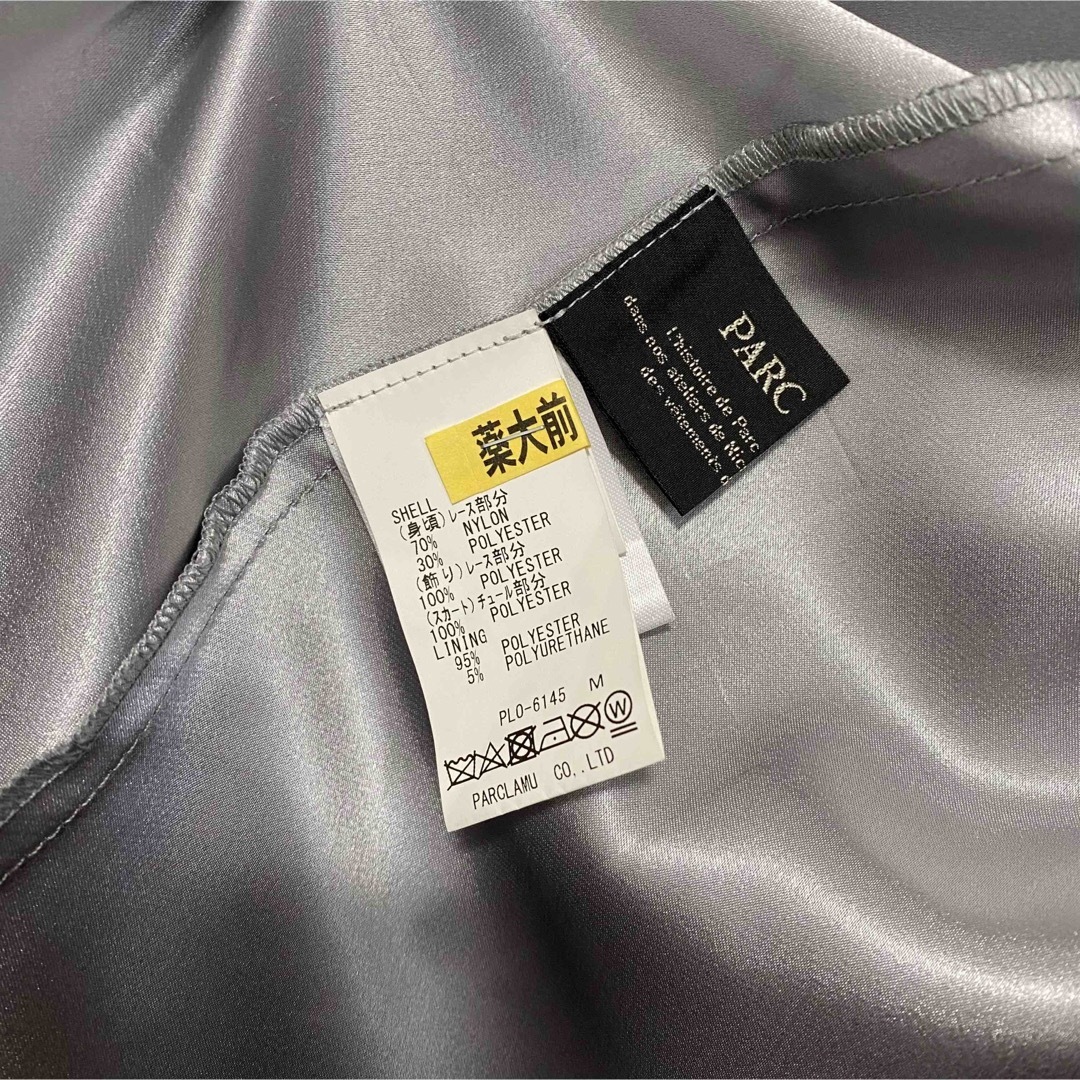 薬大前
SHELL
(身頃)レース部分
70% NYLON
30% POLYESTER
(飾り)レース部分
100% POLYESTER
(スカート)チュール部分
100% POLYESTER
LINING
95% POLYESTER
5% POLYURETHANE
PLO-6145 M
W
PARCLAMU CO,.LTD
PARC
l'histoire de Parc
dans nos ateliers de Nic
des vêtements